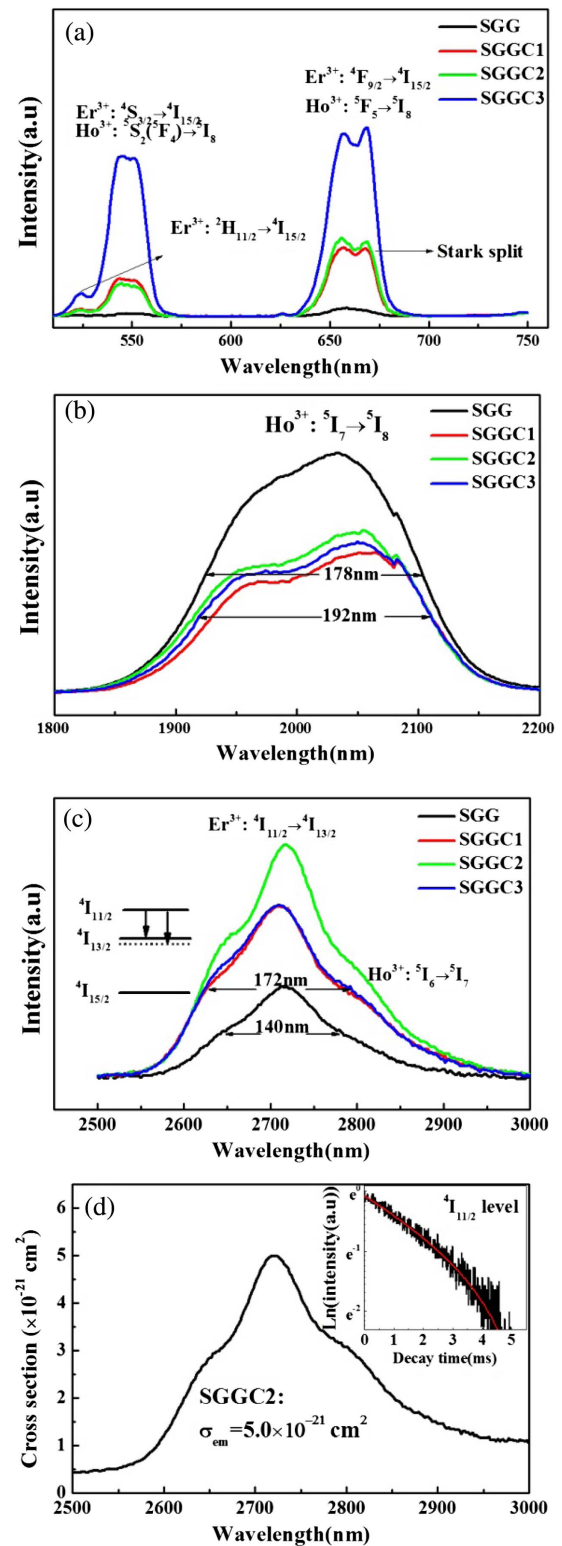 (a)
SGG
SGGC1
SGGC2
SGGC3
Er³⁺: ⁴F₉/₂→⁴I₁₅/₂
Ho³⁺: ⁵F₅→⁵I₈
Er³⁺: ⁴S₃/₂→⁴I₁₅/₂
Ho³⁺: ⁵S₂(⁵F₄)→⁵I₈
Er³⁺: ²H₁₁/₂→⁴I₁₅/₂
Stark split
Intensity(a.u)
550 600 650 700 750
Wavelength(nm)
(b)
Ho³⁺: ⁵I₇→⁵I₈
SGG
SGGC1
SGGC2
SGGC3
178nm
192nm
Intensity(a.u)
1800 1900 2000 2100 2200
Wavelength(nm)
(c)
Er³⁺: ⁴I₁₁/₂→⁴I₁₃/₂
SGG
SGGC1
SGGC2
SGGC3
⁴I₁₁/₂
⁴I₁₃/₂
⁴I₁₅/₂
Ho³⁺: ⁵I₆→⁵I₇
172nm
140nm
Intensity(a.u)
2500 2600 2700 2800 2900 3000
Wavelength(nm)
(d)
⁴I₁₁/₂ level
Ln(intensity(a.u))
e⁰
e⁻¹
e⁻²
0 1 2 3 4 5
Decay time(ms)
Cross section (×10⁻²¹ cm²)
6
5
4
3
2
1
0
SGGC2:
σₑₘ=5.0×10⁻²¹ cm²
2500 2600 2700 2800 2900 3000
Wavelength(nm)